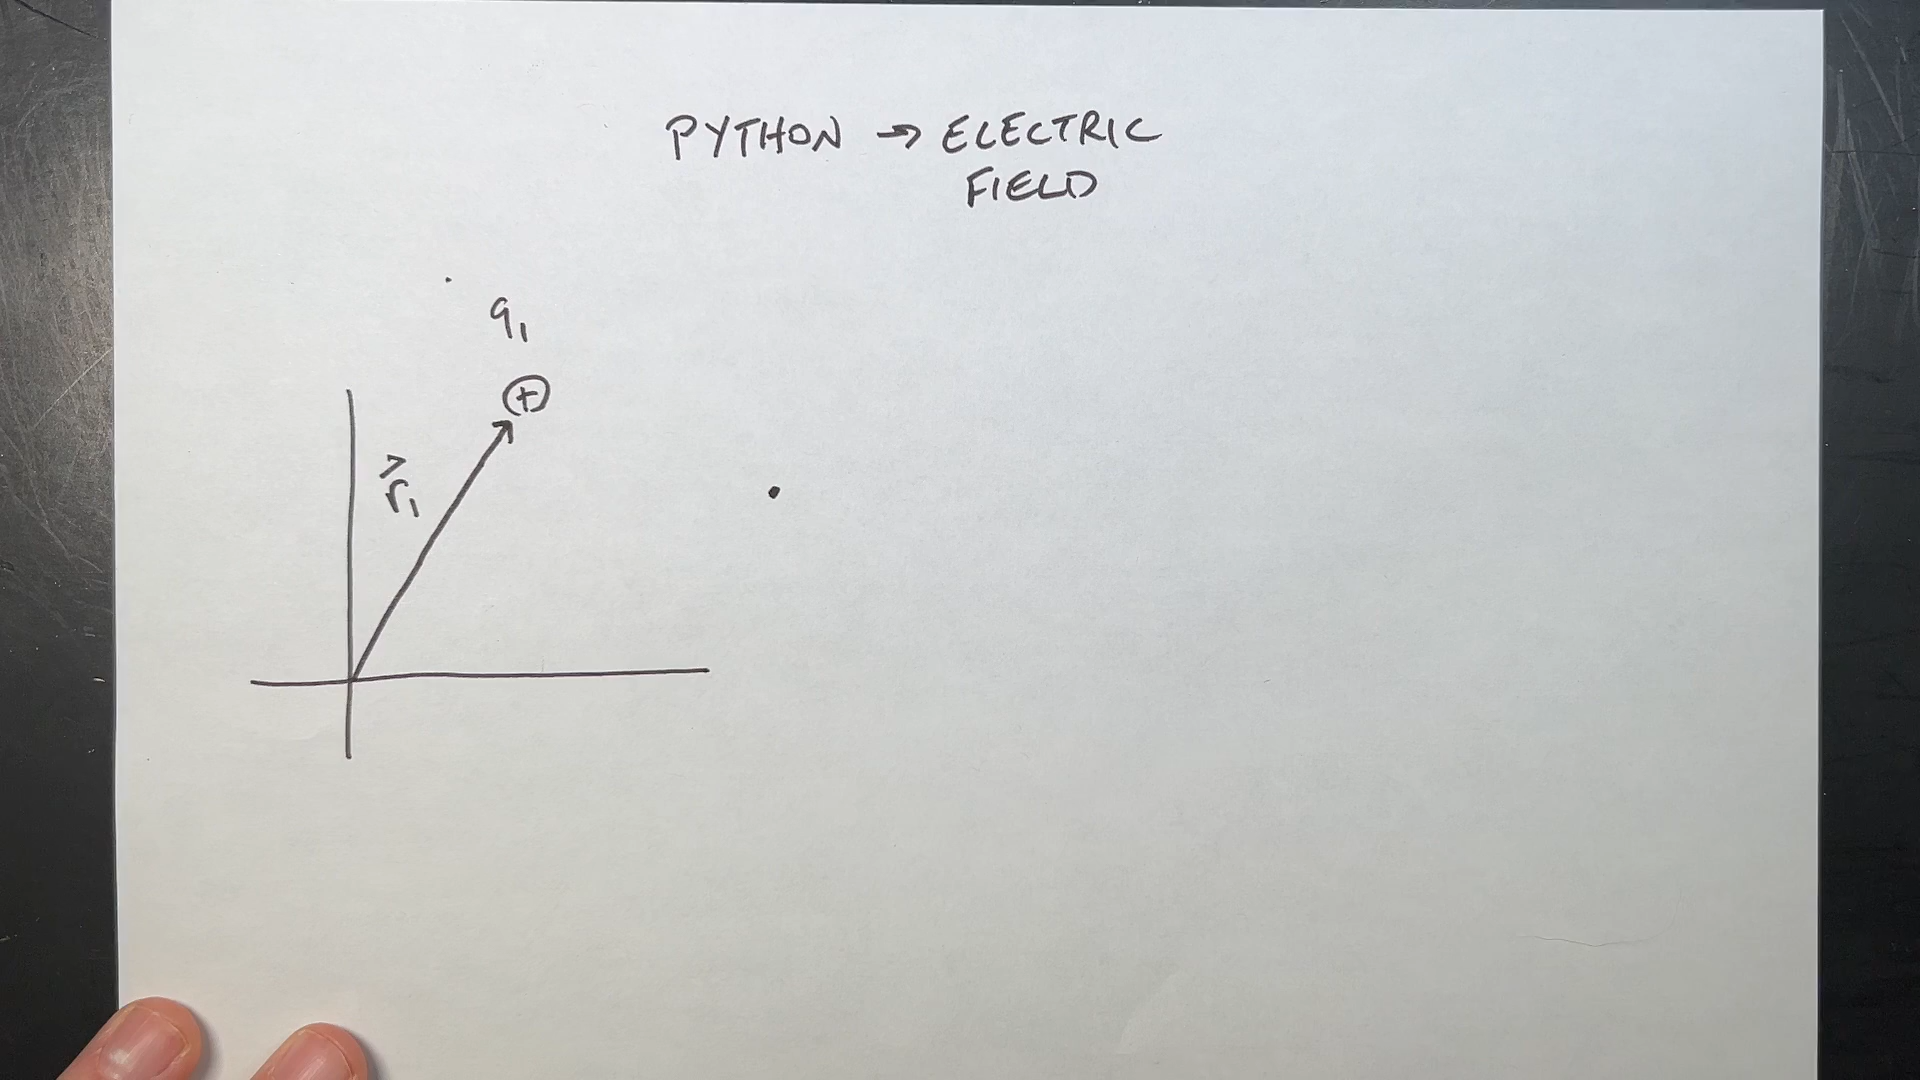 PYTHON → ELECTRIC
FIELD
q₁
+
r⃗₁